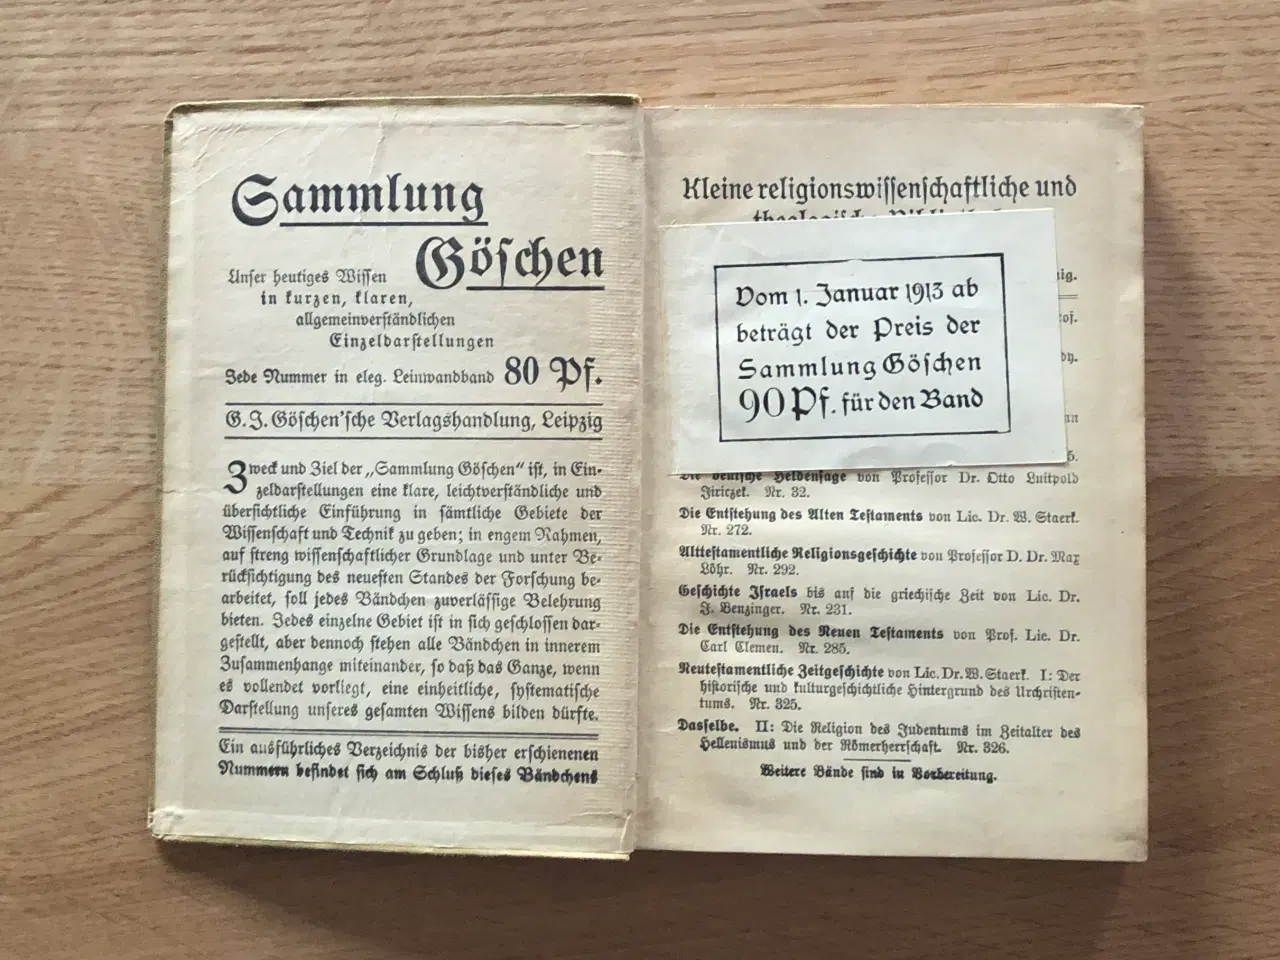 Sammlung
Göschen
Unser heutiges Wissen
in kurzen, klaren,
allgemeinverständlichen
Einzeldarstellungen
Jede Nummer in eleg. Leinwandband 80 Pf.
G. J. Göschen'sche Verlagshandlung, Leipzig
Zweck und Ziel der „Sammlung Göschen“ ist, in Ein-
zeldarstellungen eine klare, leichtverständliche und
übersichtliche Einführung in sämtliche Gebiete der
Wissenschaft und Technik zu geben; in engem Rahmen,
auf streng wissenschaftlicher Grundlage und unter Be-
rücksichtigung des neuesten Standes der Forschung be-
arbeitet, soll jedes Bändchen zuverlässige Belehrung
bieten. Jedes einzelne Gebiet ist in sich geschlossen dar-
gestellt, aber dennoch stehen alle Bändchen in innerem
Zusammenhange miteinander, so daß das Ganze, wenn
es vollendet vorliegt, eine einheitliche, systematische
Darstellung unseres gesamten Wissens bilden dürfte.
Ein ausführliches Verzeichnis der bisher erschienenen
Nummern befindet sich am Schluß dieses Bändchens
Kleine religionswissenschaftliche und
Vom 1. Januar 1913 ab
beträgt der Preis der
Sammlung Göschen
90 Pf. für den Band
Die deutsche Heldensage von Professor Dr. Otto Luitpold
Jiriczek. Nr. 32.
Die Entstehung des Alten Testaments von Lic. Dr. W. Staerk.
Nr. 272.
Alttestamentliche Religionsgeschichte von Professor D. Dr. Max
Löhr. Nr. 292.
Geschichte Israels bis auf die griechische Zeit von Lic. Dr.
J. Benzinger. Nr. 231.
Die Entstehung des Neuen Testaments von Prof. Lic. Dr.
Carl Clemen. Nr. 285.
Neutestamentliche Zeitgeschichte von Lic. Dr. W. Staerk. I: Der
historische und kulturgeschichtliche Hintergrund des Urchristen-
tums. Nr. 325.
Dasselbe. II: Die Religion des Judentums im Zeitalter des
Hellenismus und der Römerherrschaft. Nr. 326.
Weitere Bände sind in Vorbereitung.